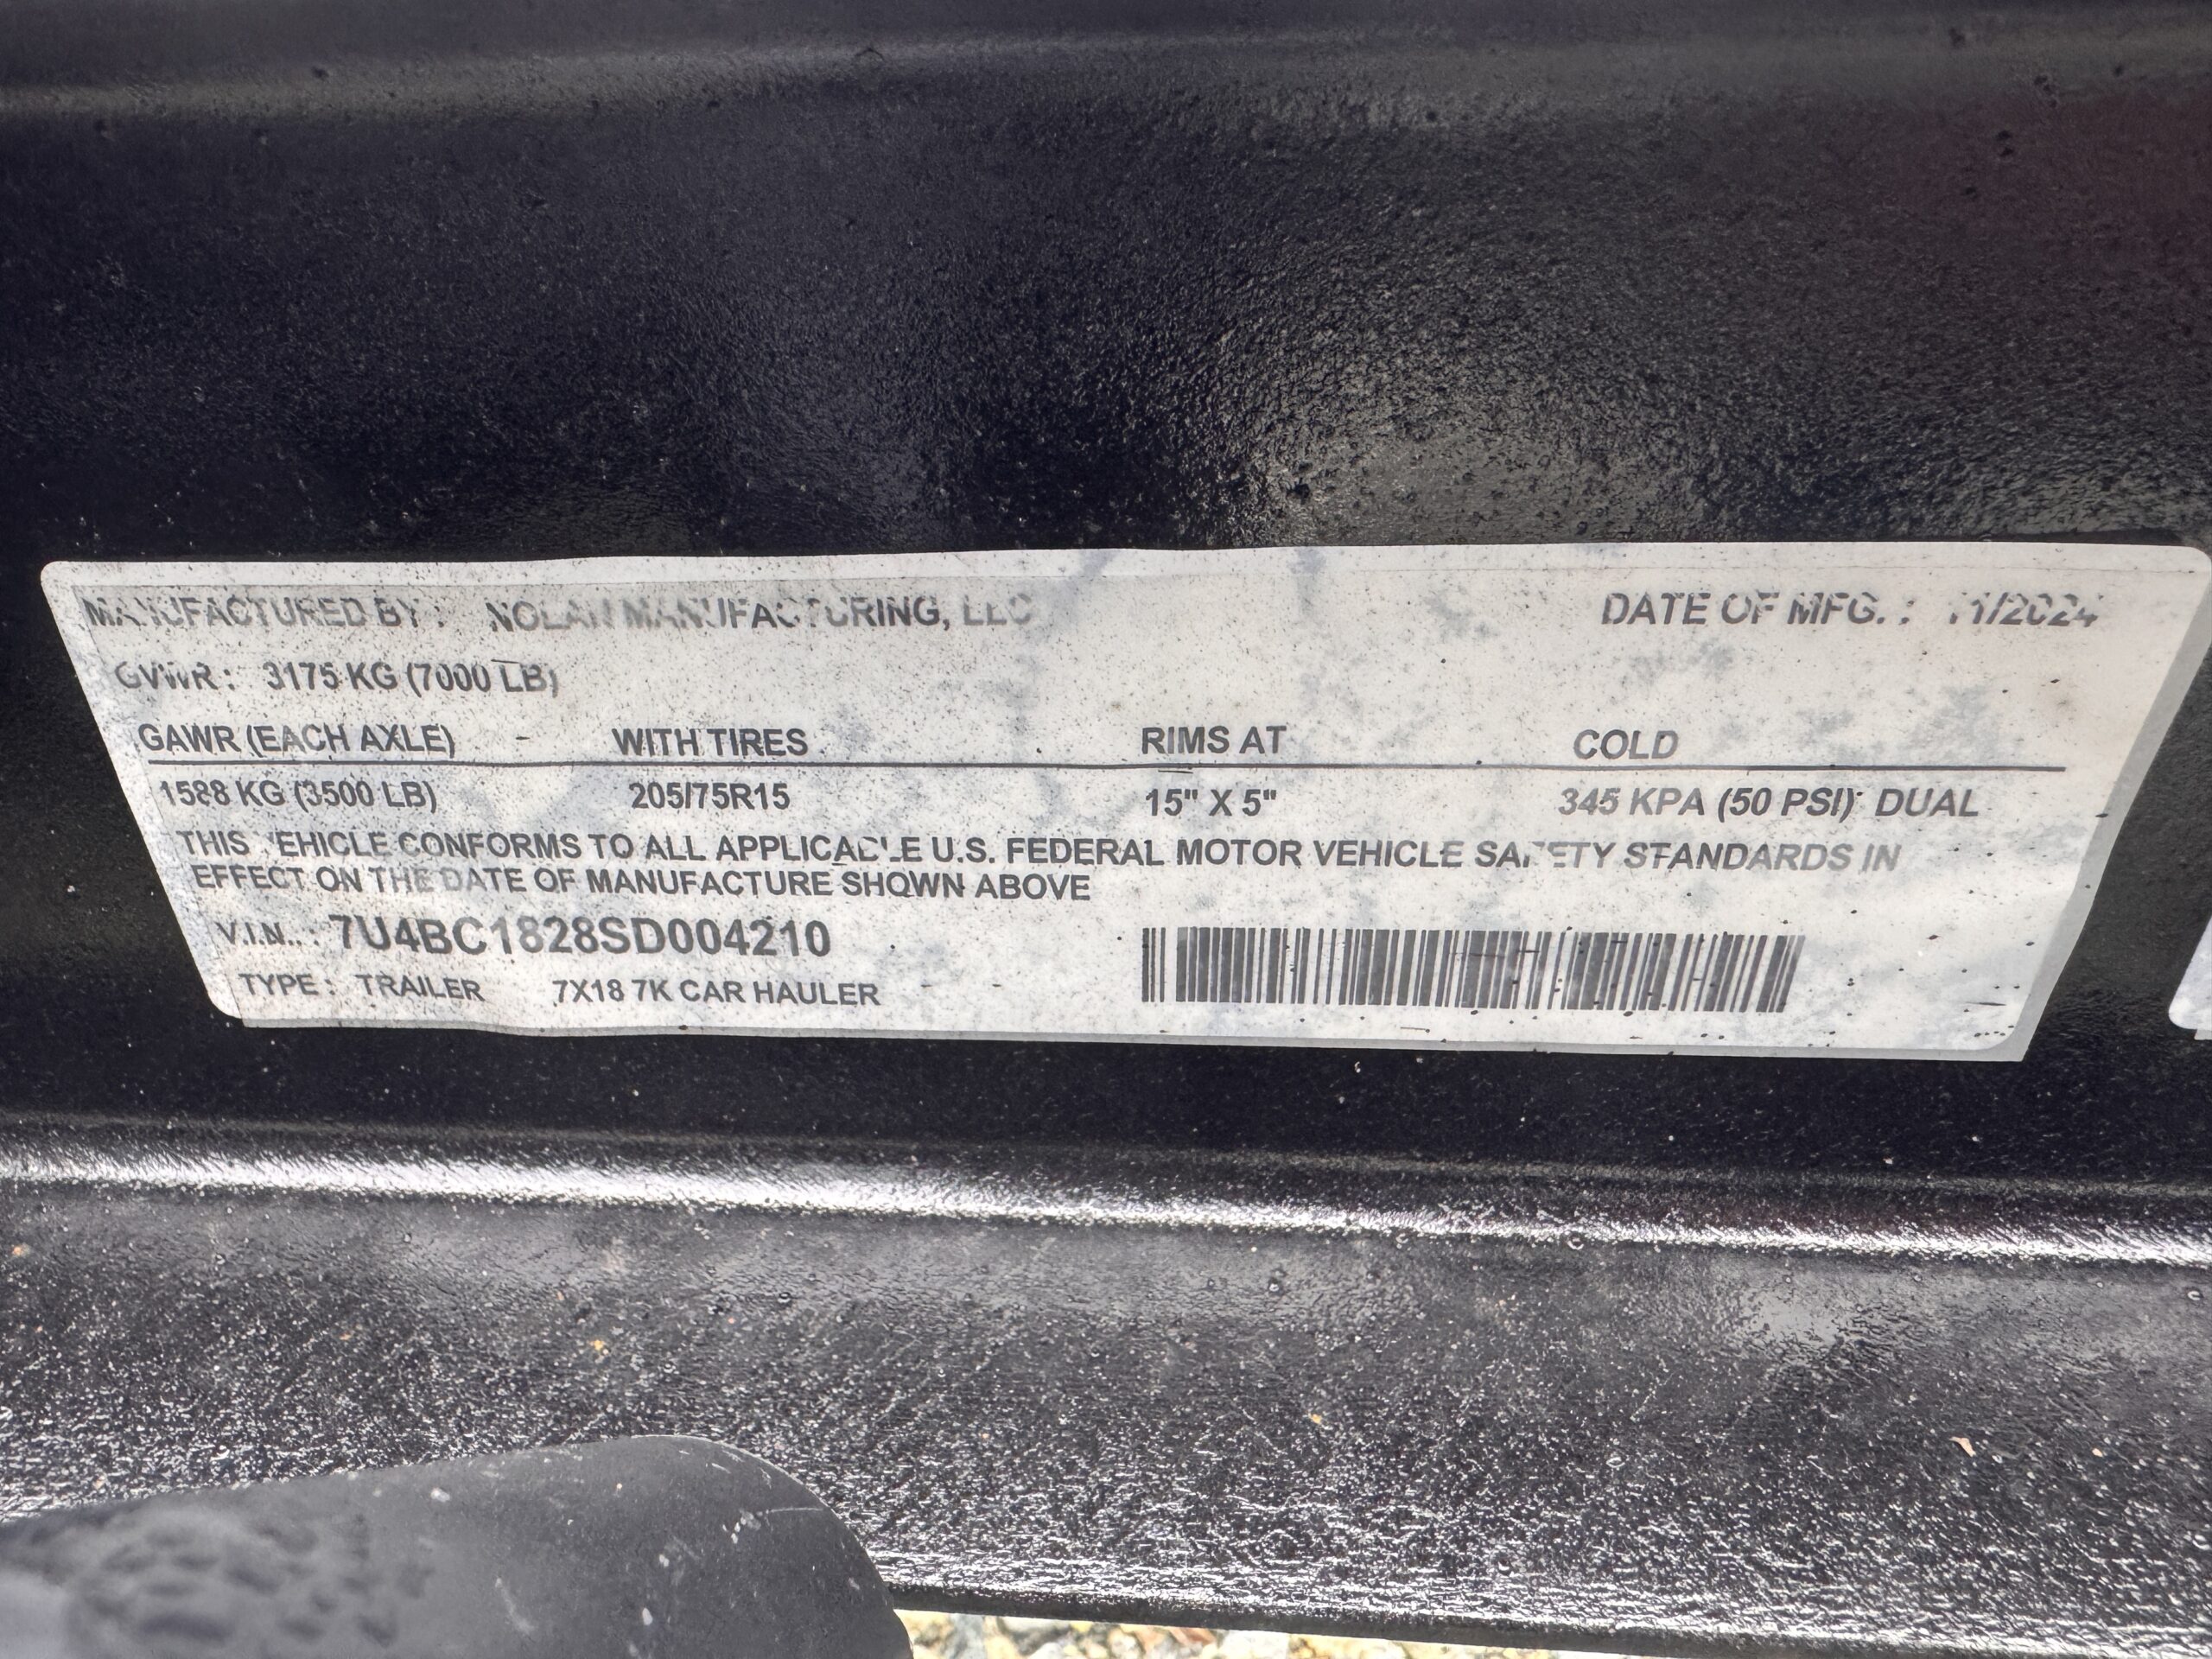 MANUFACTURED BY: NOLAN MANUFACTURING, LLC DATE OF MFG.: 11/2024
GVWR: 3175 KG (7000 LB)
GAWR (EACH AXLE) WITH TIRES RIMS AT COLD
1588 KG (3500 LB) 205/75R15 15" X 5" 345 KPA (50 PSI) DUAL
THIS VEHICLE CONFORMS TO ALL APPLICABLE U.S. FEDERAL MOTOR VEHICLE SAFETY STANDARDS IN
EFFECT ON THE DATE OF MANUFACTURE SHOWN ABOVE
V.I.N.: 7U4BC1828SD004210
TYPE: TRAILER 7X18 7K CAR HAULER